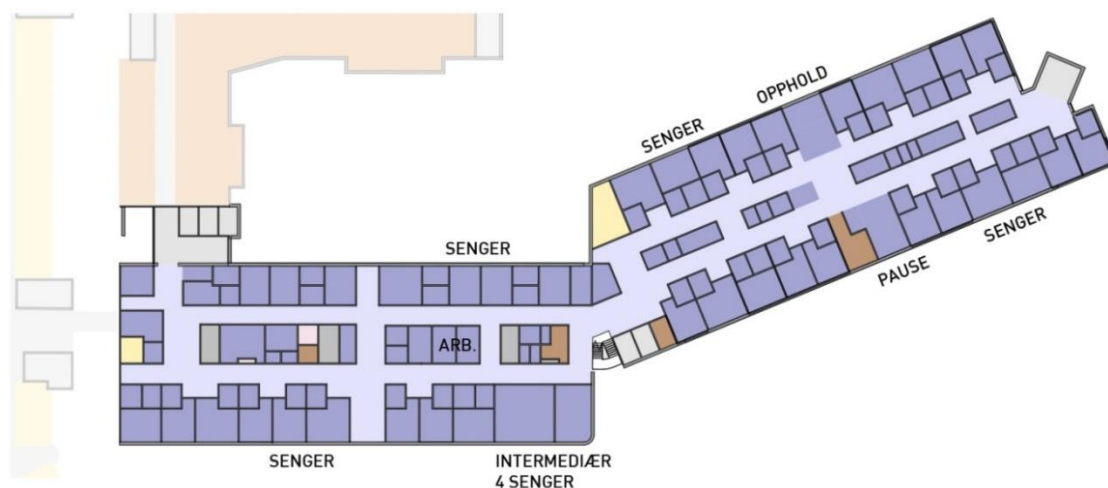 OPPHOLD
SENGER
SENGER
SENGER
PAUSE
ARB.
SENGER
INTERMEDIÆR
4 SENGER